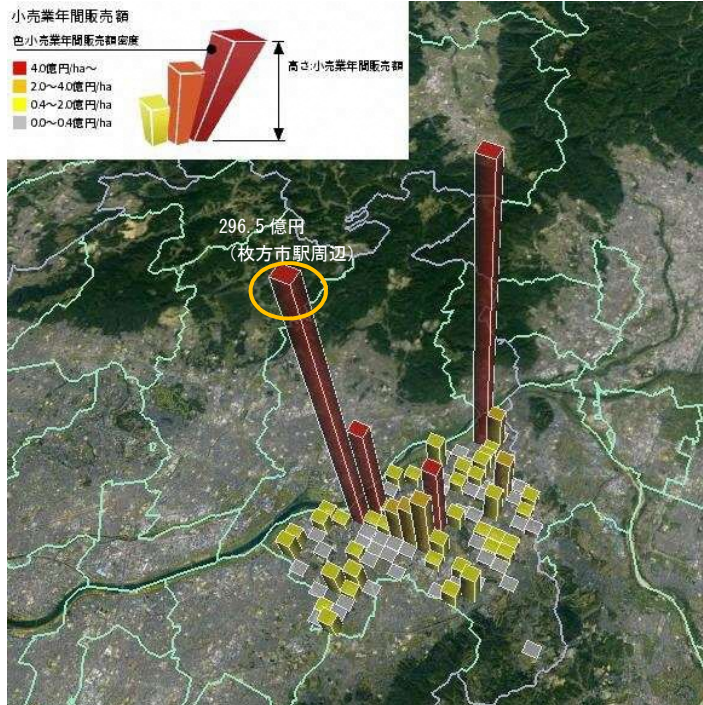 小売業年間販売額
色:小売業年間販売額密度
4.0億円/ha～
2.0～4.0億円/ha
0.4～2.0億円/ha
0.0～0.4億円/ha
高さ:小売業年間販売額
296.5億円
（枚方市駅周辺）